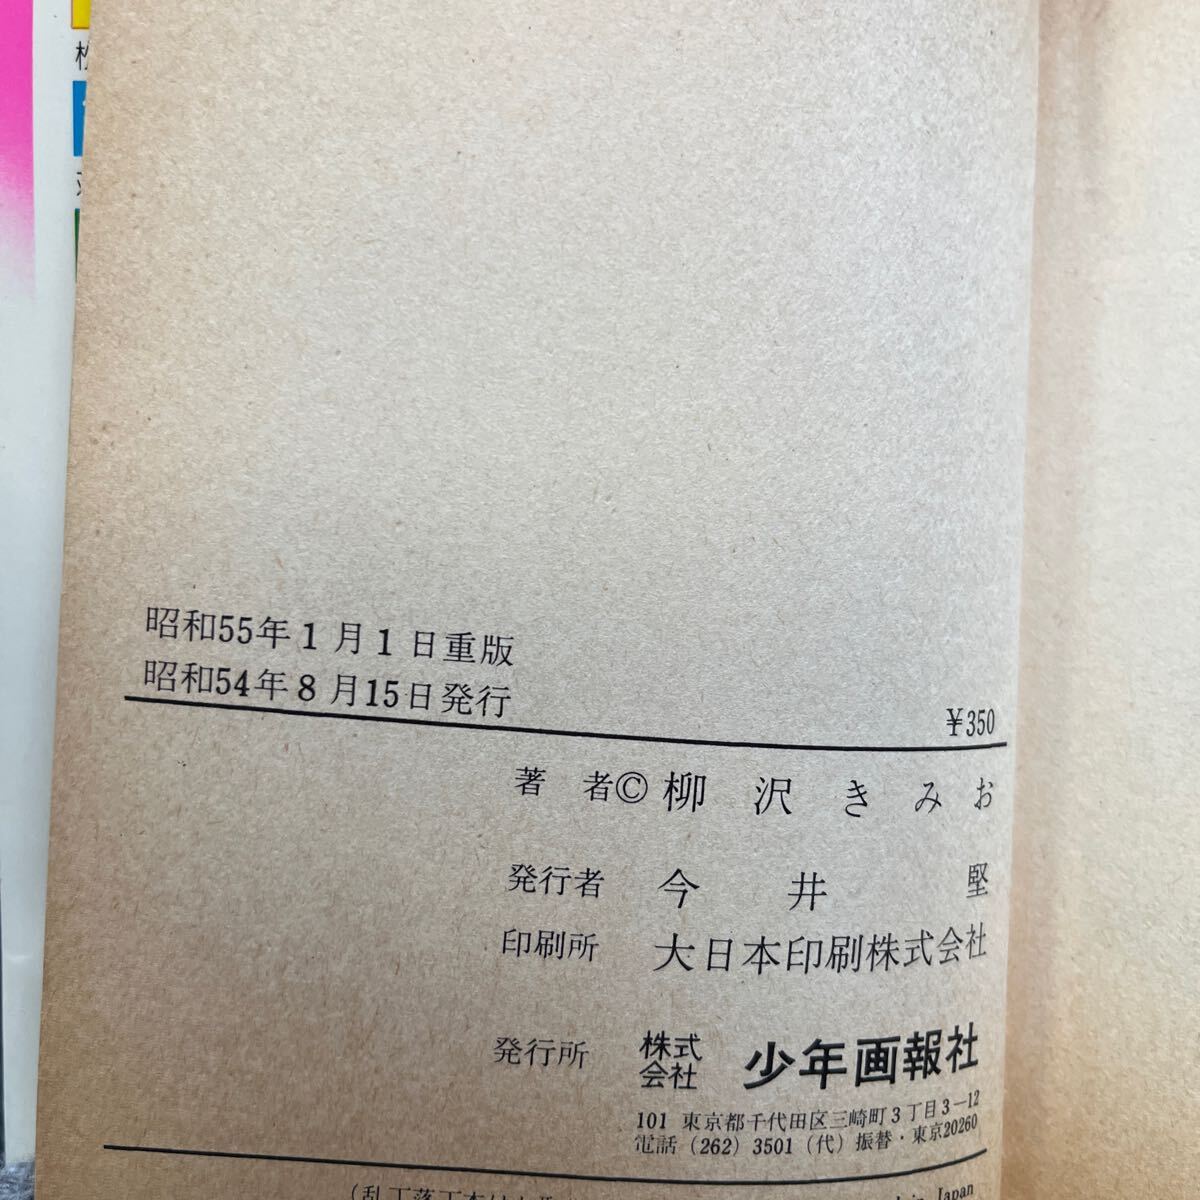 昭和55年1月1日重版
昭和54年8月15日発行
¥350
著者©柳沢きみお
発行者 今井堅
印刷所 大日本印刷株式会社
発行所 株式会社 少年画報社
101 東京都千代田区三崎町3丁目3―12
電話(262)3501(代)振替・東京20260
in Japan